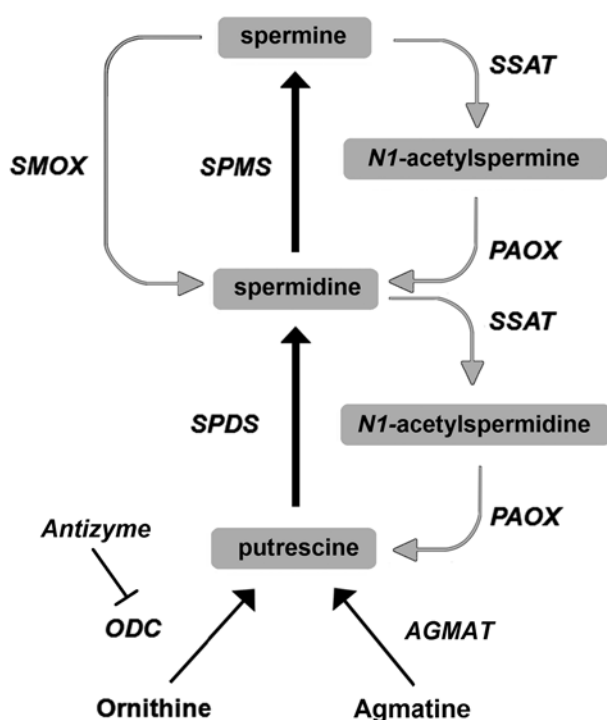 spermine
SSAT
SMOX
SPMS
N1-acetylspermine
PAOX
spermidine
SSAT
SPDS
N1-acetylspermidine
PAOX
Antizyme
putrescine
ODC
AGMAT
Ornithine
Agmatine